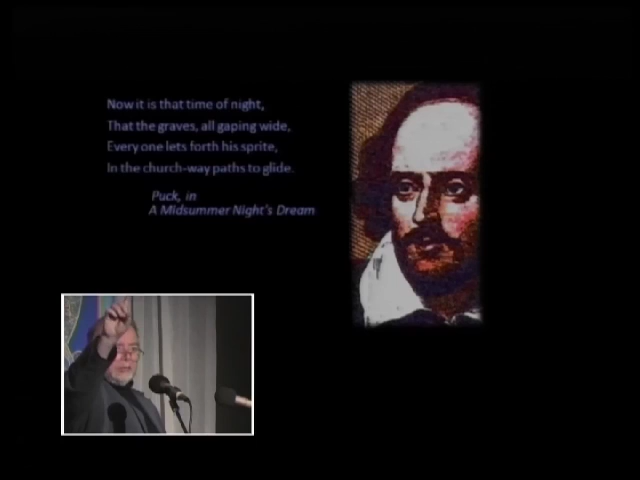 Now it is that time of night,
That the graves, all gaping wide,
Every one lets forth his sprite,
In the church-way paths to glide.
Puck, in
A Midsummer Night's Dream